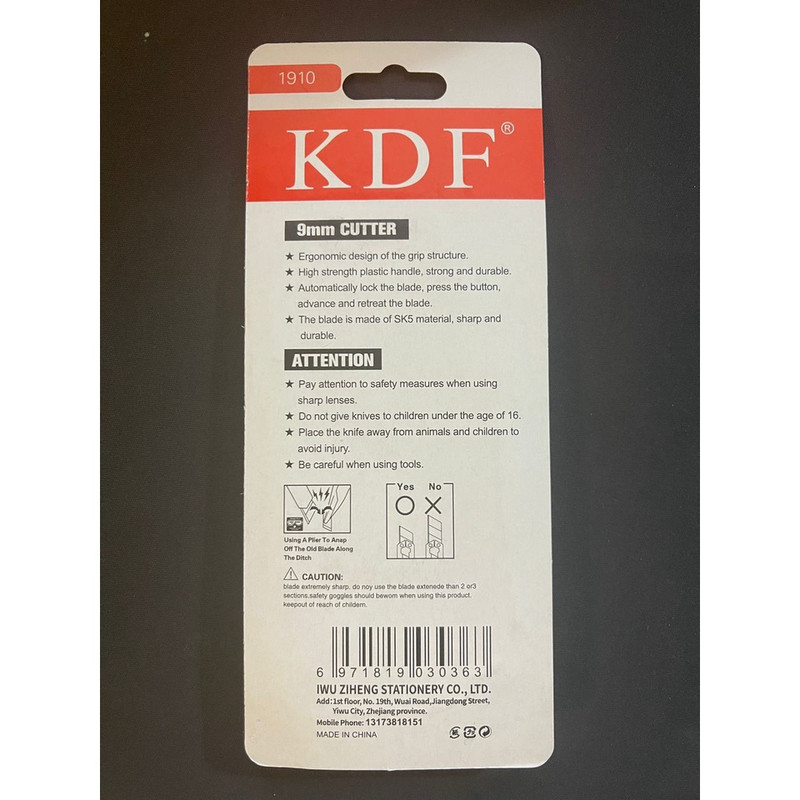 1910
KDF®
9mm CUTTER
★ Ergonomic design of the grip structure.
★ High strength plastic handle, strong and durable.
★ Automatically lock the blade, press the button,
advance and retreat the blade.
★ The blade is made of SK5 material, sharp and
durable.
ATTENTION
★ Pay attention to safety measures when using
sharp lenses.
★ Do not give knives to children under the age of 16.
★ Place the knife away from animals and children to
avoid injury.
★ Be careful when using tools.
Yes No
Using A Plier To Anap
Off The Old Blade Along
The Ditch
CAUTION:
blade extremely sharp. do noy use the blade extenede than 2 or3
sections.safety goggles should bewom when using this product.
keepout of reach of childern.
6 971819 030363
IWU ZIHENG STATIONERY CO., LTD.
Add: 1st floor, No. 19th, Wuai Road,Jiangdong Street,
Yiwu City, Zhejiang province.
Mobile Phone: 13173818151
MADE IN CHINA